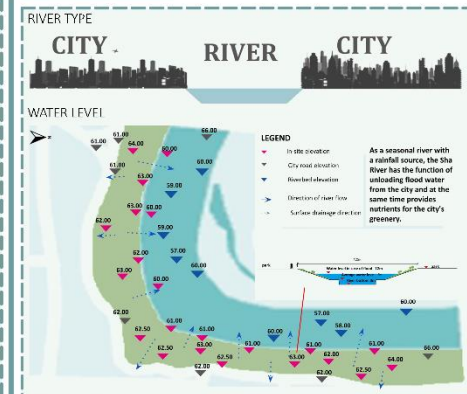 RIVER TYPE
CITY
RIVER
CITY
WATER LEVEL
61.00
61.00
64.00
60.00
66.00
61.00
60.00
63.00
59.00
63.00
60.00
62.00
59.00
62.00
57.00
63.00
60.00
60.00
62.00
61.00
62.50
63.00
60.00
57.00
58.00
60.00
62.50
63.00
61.00
61.00
61.00
66.00
62.00
62.50
63.00
62.00
64.00
62.00
62.50
LEGEND
In site elevation
City road elevation
Riverbed elevation
Direction of river flow
Surface drainage direction
As a seasonal river with
a rainfall source, the Sha
River has the function of
unloading flood water
from the city and at the
same time provides
nutrients for the city's
greenery.